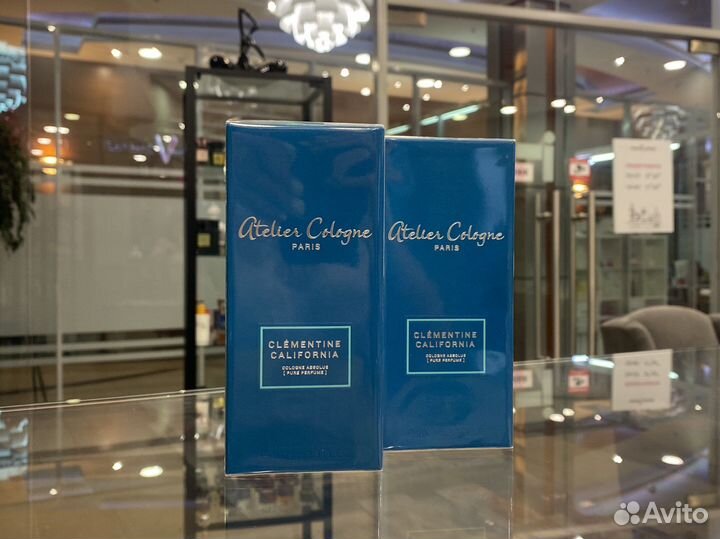 Atelier Cologne
PARIS
CLÉMENTINE
CALIFORNIA
COLOGNE ABSOLUE
[ PURE PERFUME ]
Atelier Cologne
PARIS
CLÉMENTINE
CALIFORNIA
COLOGNE ABSOLUE
[ PURE PERFUME ]
Avito